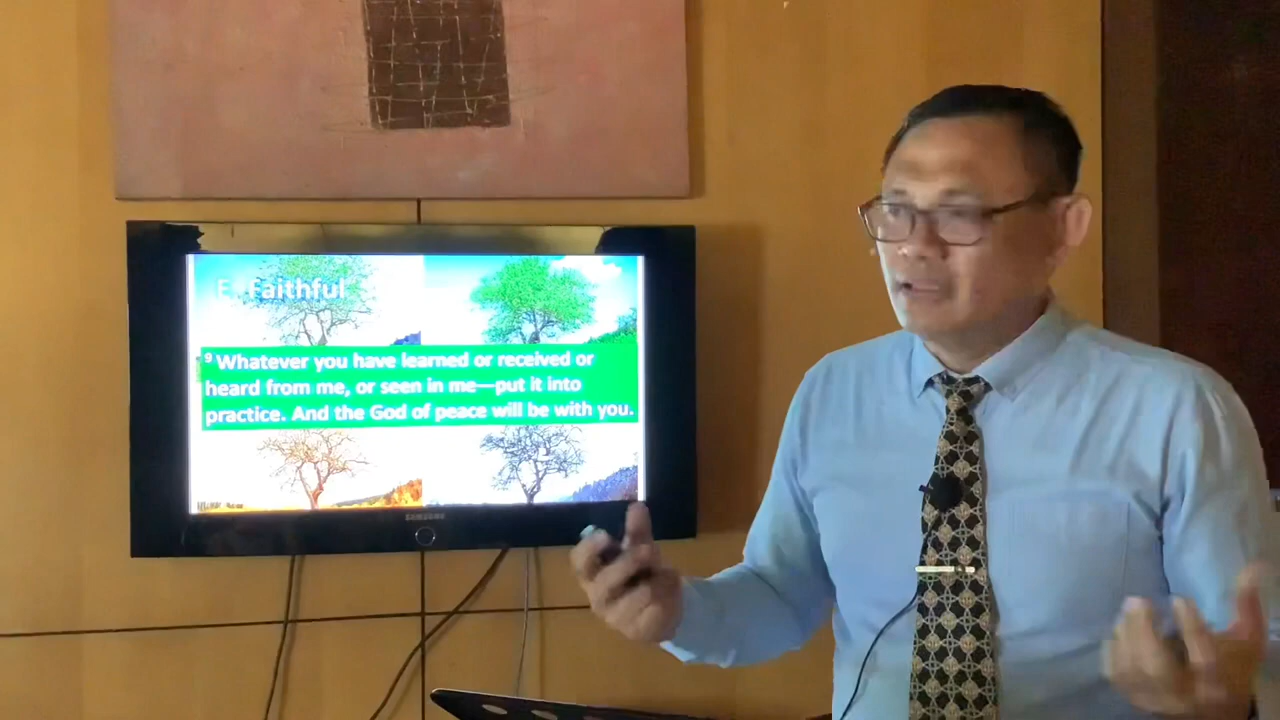 E. Faithful
9 Whatever you have learned or received or
heard from me, or seen in me—put it into
practice. And the God of peace will be with you.
SAMSUNG